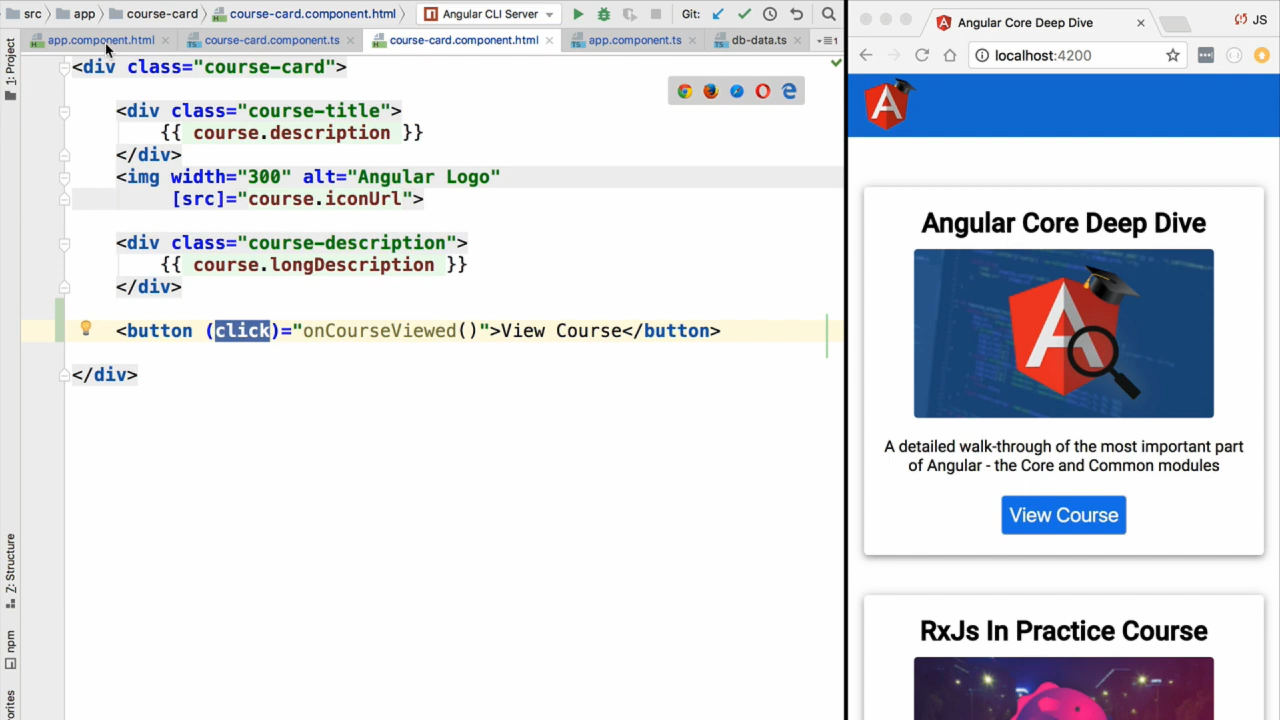 src app course-card course-card.component.html Angular CLI Server Git:
app.component.html course-card.component.ts course-card.component.html app.component.ts db-data.ts 1
<div class="course-card">
<div class="course-title">
{{ course.description }}
</div>
<img width="300" alt="Angular Logo"
[src]="course.iconUrl">
<div class="course-description">
{{ course.longDescription }}
</div>
<button (click)="onCourseViewed()">View Course</button>
</div>
1: Project
Z: Structure
npm
Angular Core Deep Dive
JS
localhost:4200
Angular Core Deep Dive
A detailed walk-through of the most important part
of Angular - the Core and Common modules
View Course
RxJs In Practice Course